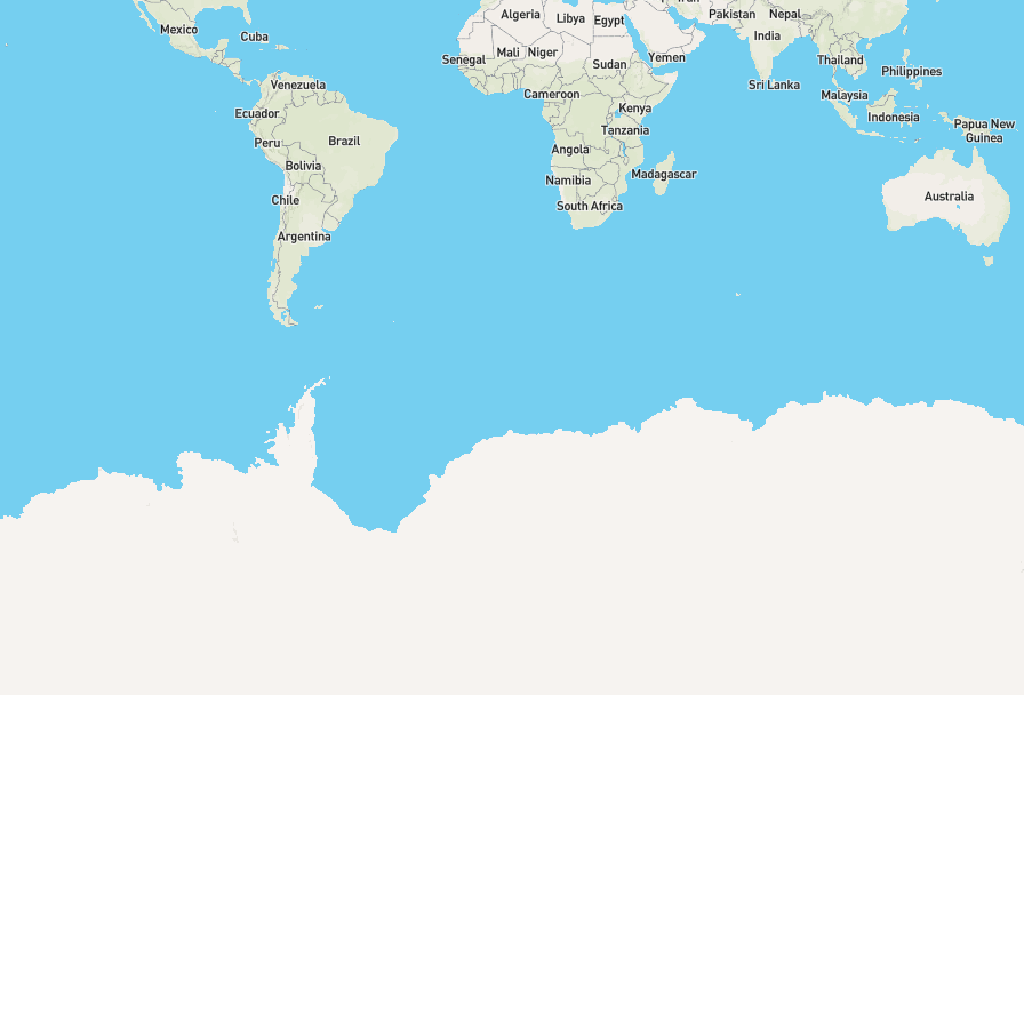 Algeria
Libya
Egypt
Pakistan
Nepal
Mexico
Cuba
India
Mali
Niger
Senegal
Sudan
Yemen
Thailand
Philippines
Venezuela
Cameroon
Sri Lanka
Malaysia
Ecuador
Kenya
Indonesia
Papua New
Guinea
Peru
Brazil
Tanzania
Angola
Bolivia
Namibia
Madagascar
Chile
South Africa
Australia
Argentina